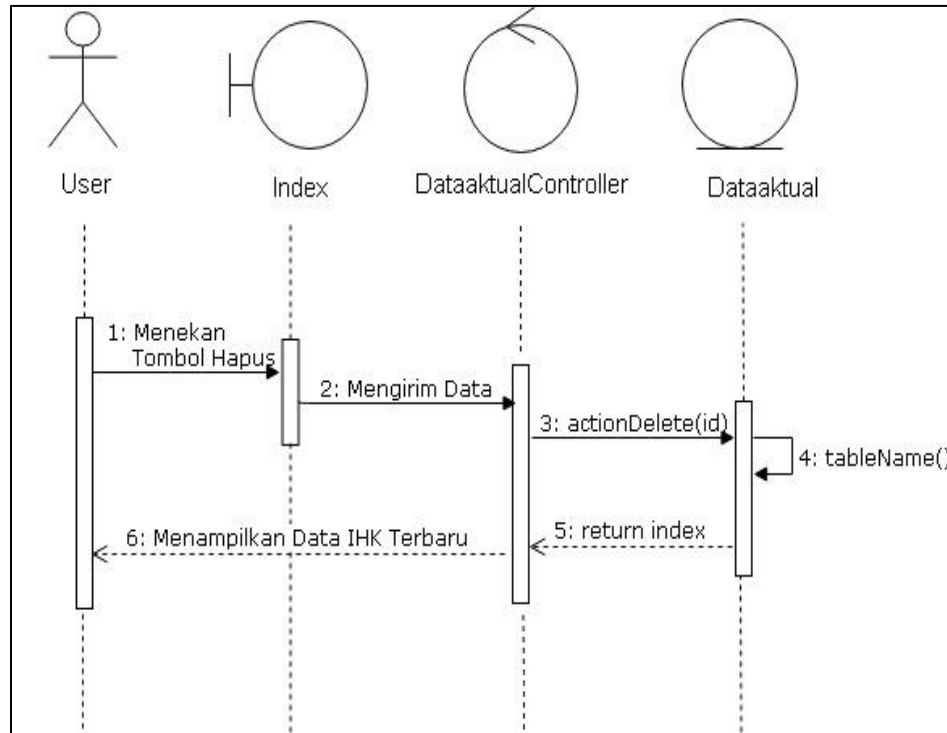 User
Index
DataaktualController
Dataaktual
1: Menekan
Tombol Hapus
2: Mengirim Data
3: actionDelete(id)
4: tableName()
5: return index
6: Menampilkan Data IHK Terbaru